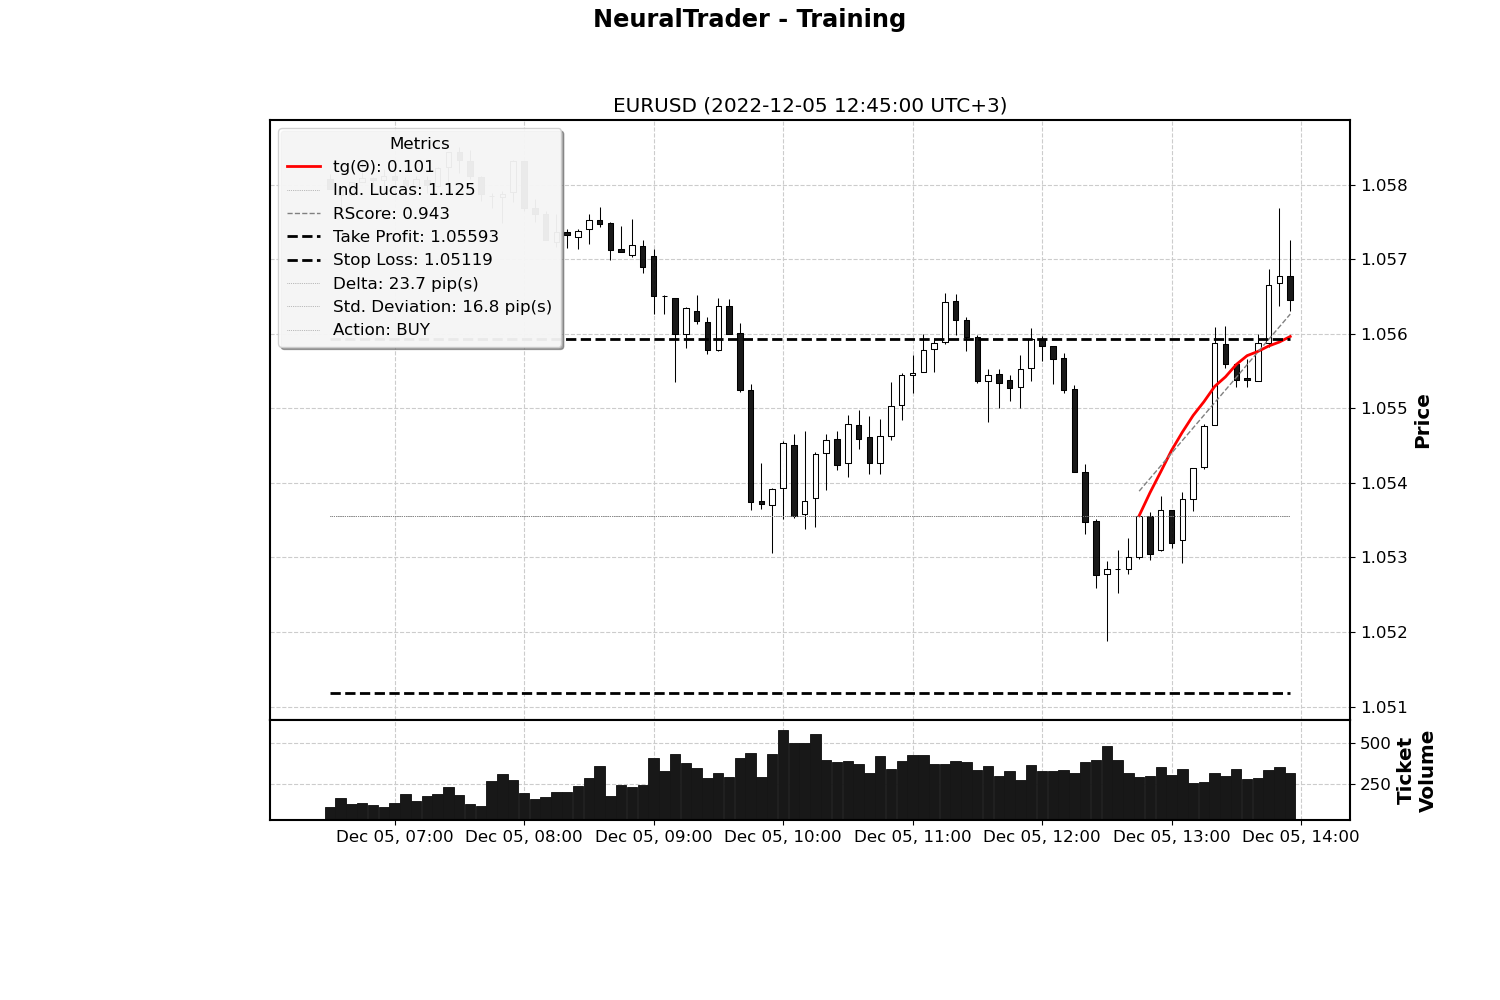 NeuralTrader - Training
EURUSD (2022-12-05 12:45:00 UTC+3)
Metrics
tg(Θ): 0.101
Ind. Lucas: 1.125
RScore: 0.943
Take Profit: 1.05593
Stop Loss: 1.05119
Delta: 23.7 pip(s)
Std. Deviation: 16.8 pip(s)
Action: BUY
1.058
1.057
1.056
1.055
1.054
1.053
1.052
1.051
Price
500
250
Ticket
Volume
Dec 05, 07:00
Dec 05, 08:00
Dec 05, 09:00
Dec 05, 10:00
Dec 05, 11:00
Dec 05, 12:00
Dec 05, 13:00
Dec 05, 14:00